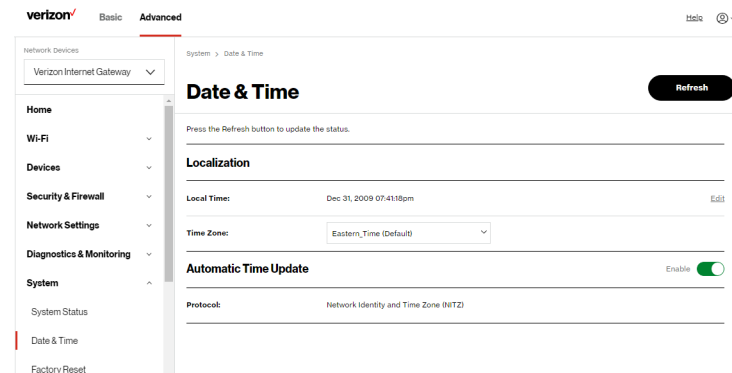 verizon
Basic
Advanced
Help
Network Devices
Verizon Internet Gateway
Home
Wi-Fi
Devices
Security & Firewall
Network Settings
Diagnostics & Monitoring
System
System Status
Date & Time
Factory Reset
System > Date & Time
Date & Time
Refresh
Press the Refresh button to update the status.
Localization
Local Time: Dec 31, 2009 07:41:18pm Edit
Time Zone: Eastern_Time (Default)
Automatic Time Update Enable
Protocol: Network Identity and Time Zone (NITZ)